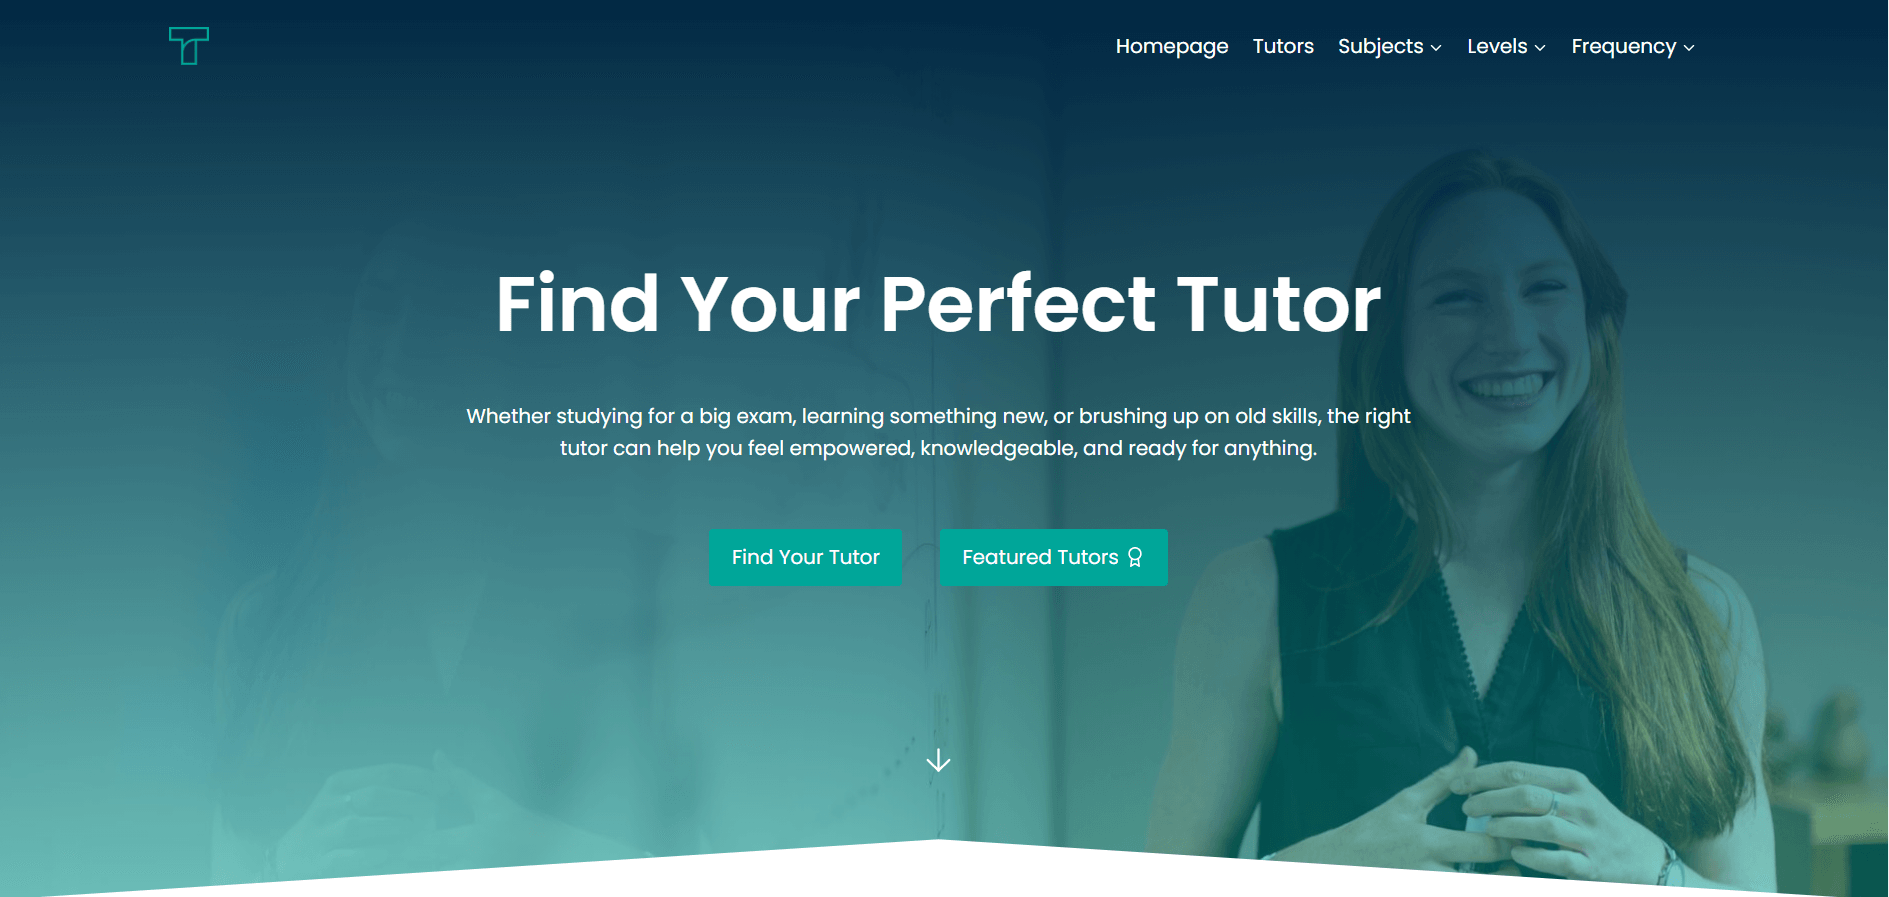 Homepage Tutors Subjects Levels Frequency
Find Your Perfect Tutor
Whether studying for a big exam, learning something new, or brushing up on old skills, the right
tutor can help you feel empowered, knowledgeable, and ready for anything.
Find Your Tutor Featured Tutors